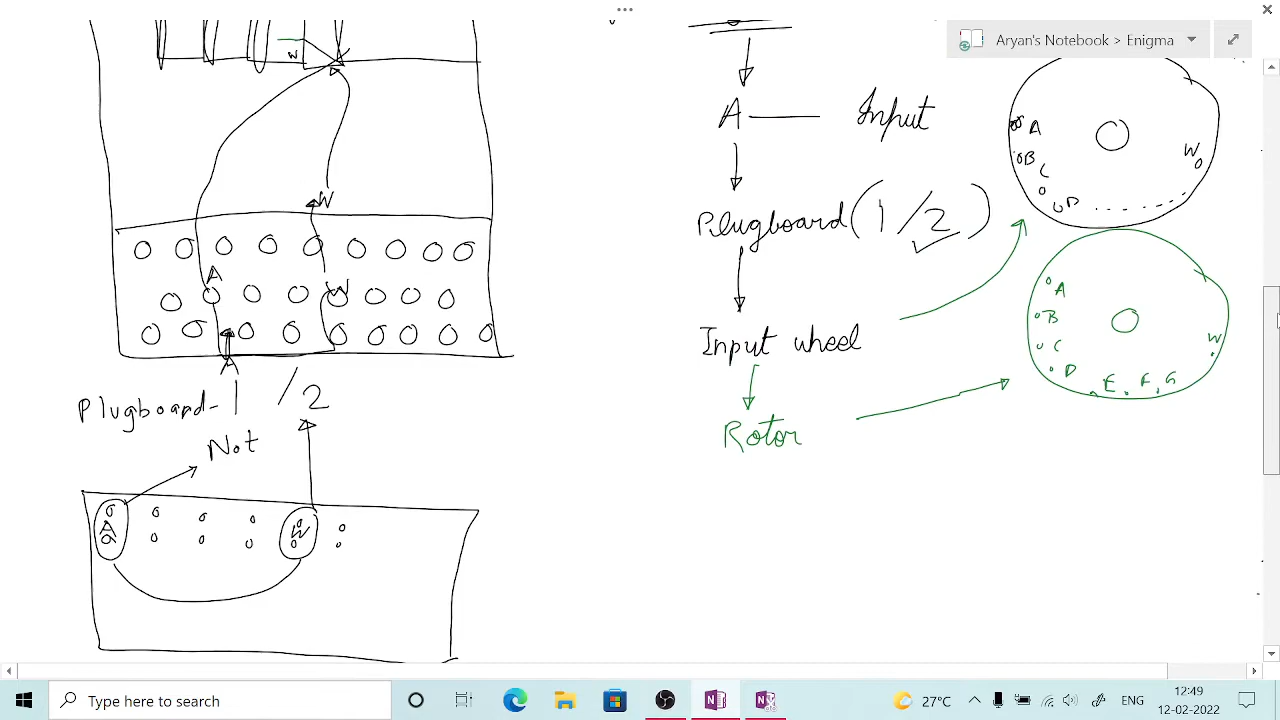 Aryan's Notebook > Enigma
W
A
W
A
W
A
Plugboard- 1 / 2
Not
A
W
A — Input
Plugboard (1/2)
Input wheel
Rotor
A
B
C
D
W
A
B
C
D
E
F
G
W
Type here to search
27°C
ENG
12:49
12-02-2022